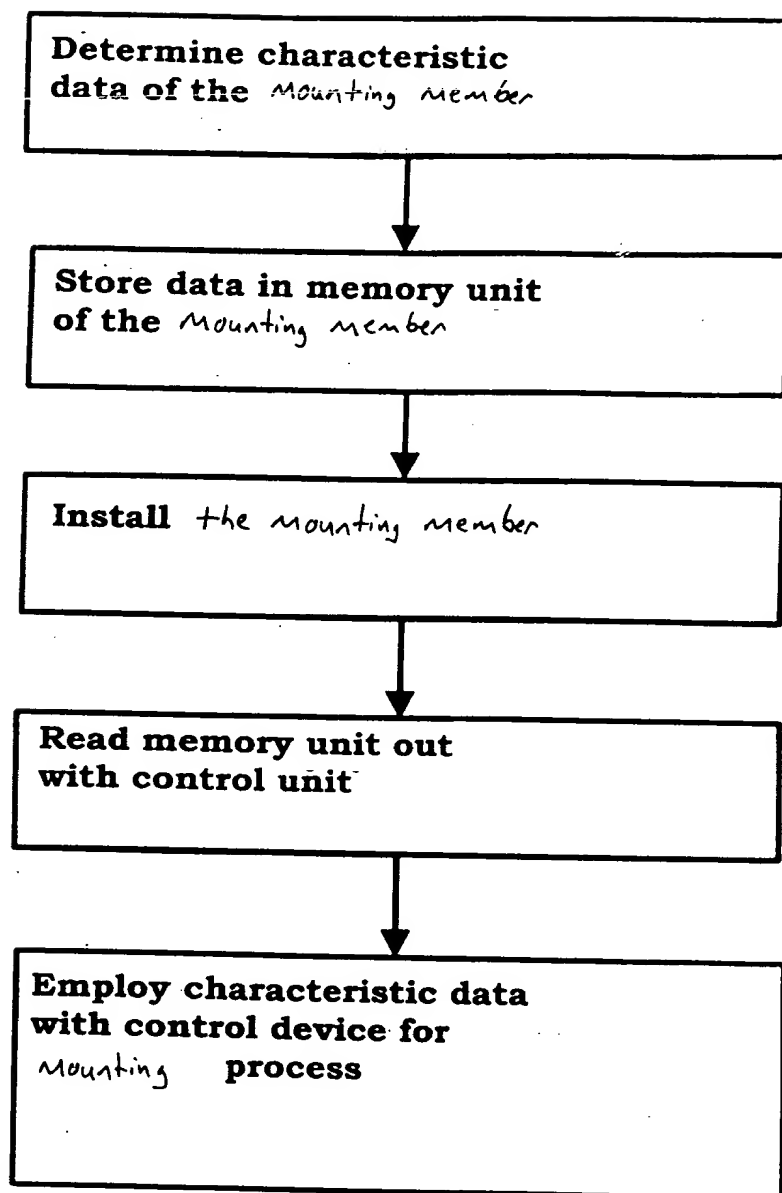 Determine characteristic
data of the Mounting member
Store data in memory unit
of the Mounting member
Install the Mounting member
Read memory unit out
with control unit
Employ characteristic data
with control device for
Mounting process